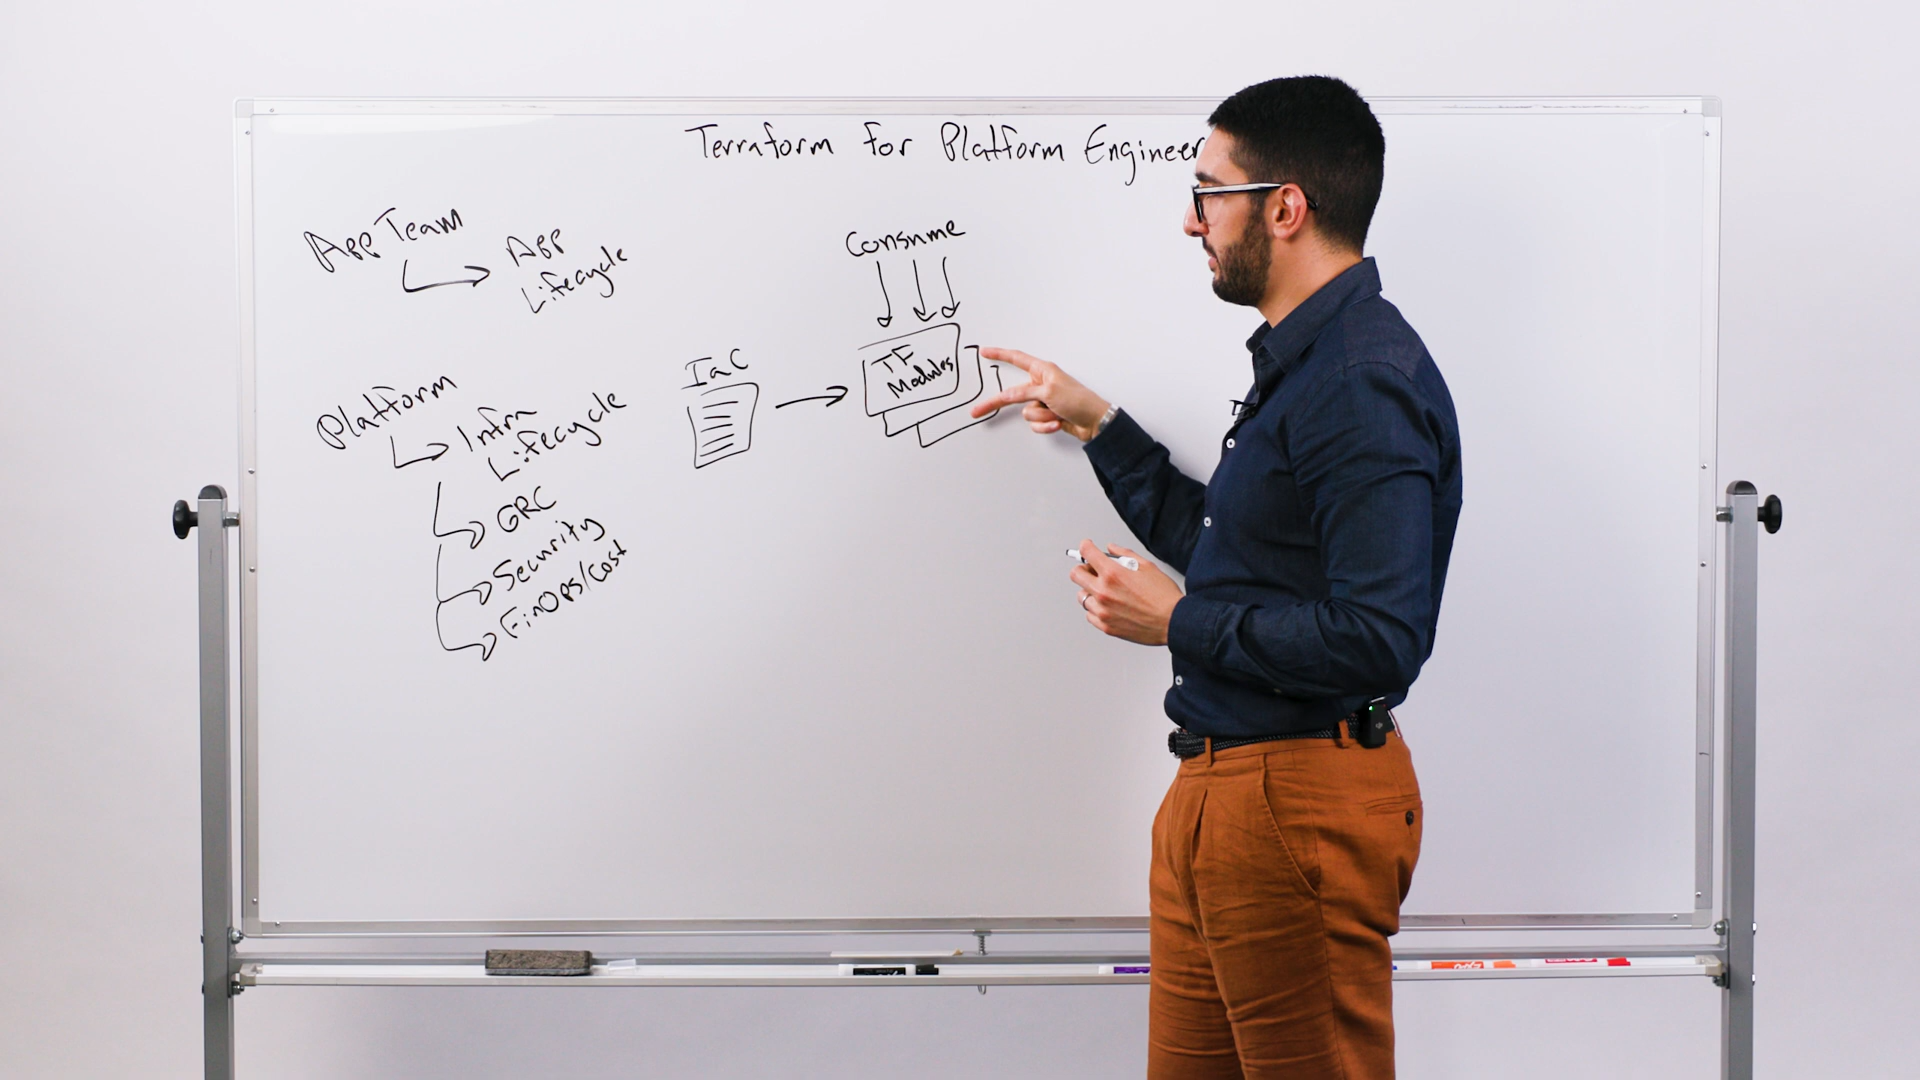 Terraform for Platform Engineer
App Team
App
Lifecycle
Platform
Infra
Lifecycle
GRC
Security
FinOps/Cost
IaC
Consume
TF
Modules